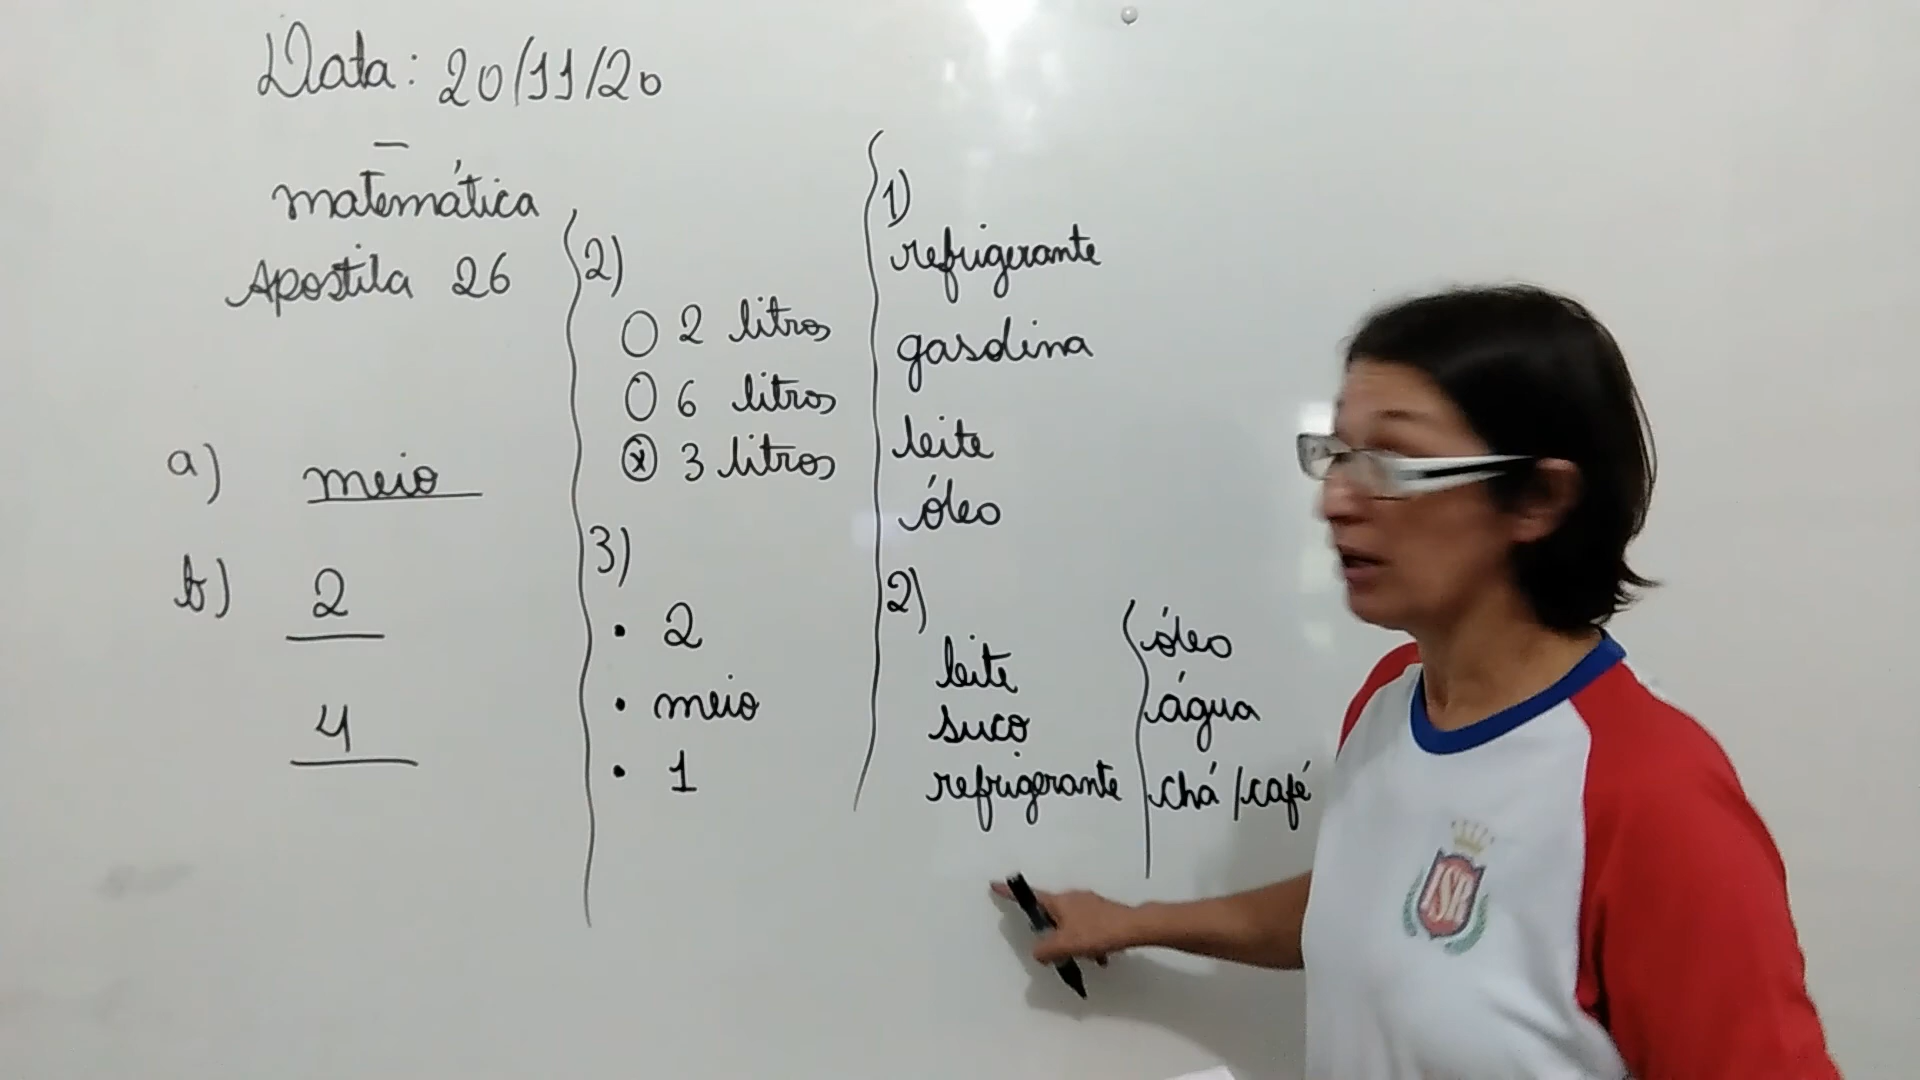 Data: 20/11/20
matemática
Apostila 26
a) meio
b) 2
4
2)
2 litros
6 litros
x 3 litros
3)
• 2
• meio
• 1
1)
refrigerante
gasolina
leite
óleo
2)
leite
suco
refrigerante
óleo
água
chá / café
ISR